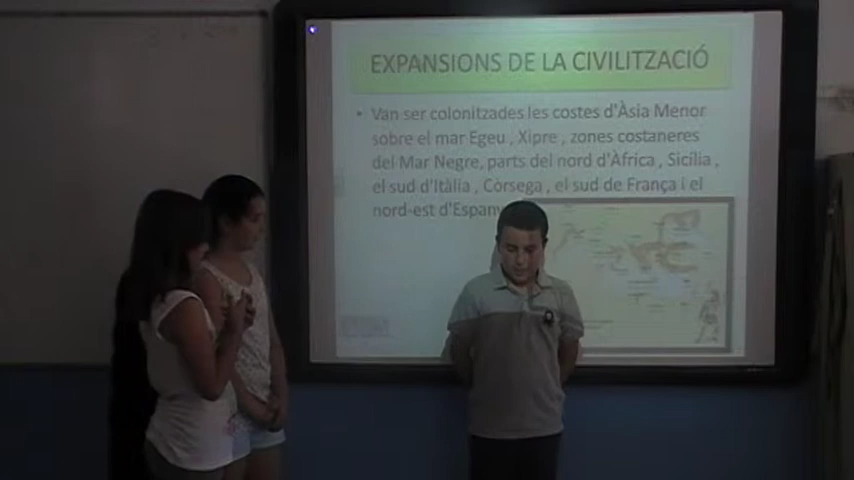 EXPANSIONS DE LA CIVILITZACIÓ
• Van ser colonitzades les costes d'Àsia Menor
sobre el mar Egeu , Xipre , zones costaneres
del Mar Negre, parts del nord d'Àfrica , Sicília ,
el sud d'Itàlia , Còrsega , el sud de França i el
nord-est d'Espany